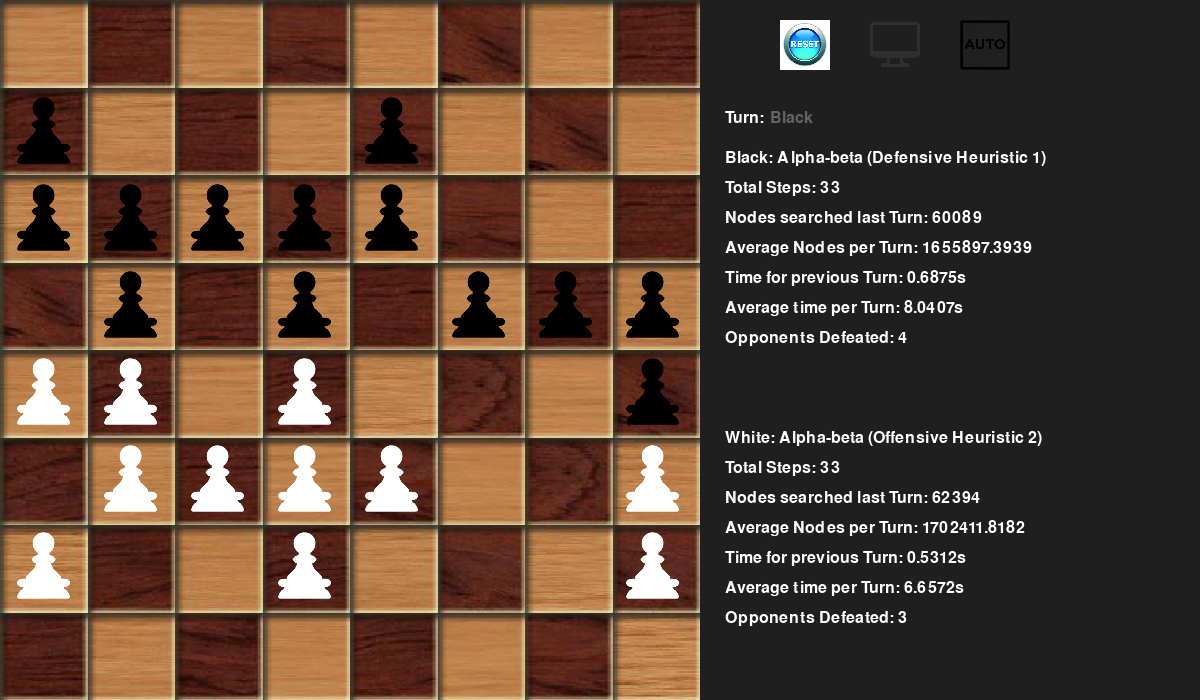 RESET
AUTO
Turn: Black
Black: Alpha-beta (Defensive Heuristic 1)
Total Steps: 33
Nodes searched last Turn: 60089
Average Nodes per Turn: 1655897.3939
Time for previous Turn: 0.6875s
Average time per Turn: 8.0407s
Opponents Defeated: 4
White: Alpha-beta (Offensive Heuristic 2)
Total Steps: 33
Nodes searched last Turn: 62394
Average Nodes per Turn: 1702411.8182
Time for previous Turn: 0.5312s
Average time per Turn: 6.6572s
Opponents Defeated: 3